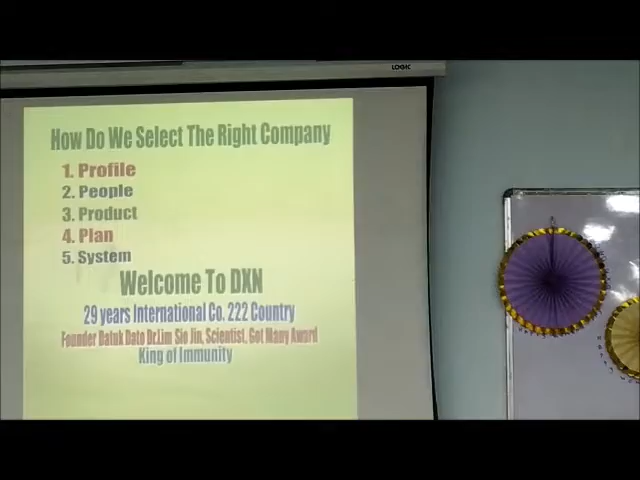 LOGIC
How Do We Select The Right Company
1. Profile
2. People
3. Product
4. Plan
5. System
Welcome To DXN
29 years International Co. 222 Country
Founder Datuk Dato Dr.Lim Sio Jin, Scientist, Got Many Award
King of Immunity